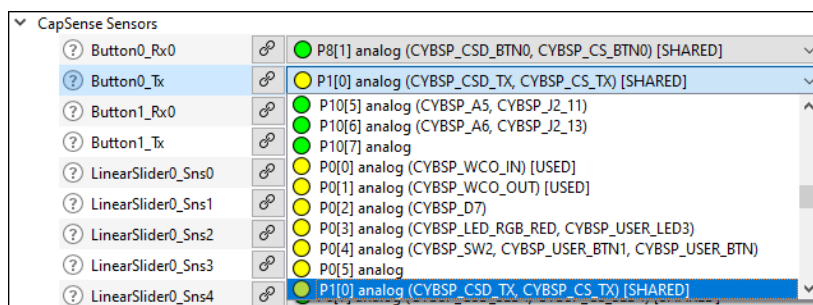 CapSense Sensors
Button0_Rx0 P8[1] analog (CYBSP_CSD_BTN0, CYBSP_CS_BTN0) [SHARED]
Button0_Tx P1[0] analog (CYBSP_CSD_TX, CYBSP_CS_TX) [SHARED]
Button1_Rx0 P10[5] analog (CYBSP_A5, CYBSP_J2_11)
P10[6] analog (CYBSP_A6, CYBSP_J2_13)
Button1_Tx P10[7] analog
LinearSlider0_Sns0 P0[0] analog (CYBSP_WCO_IN) [USED]
P0[1] analog (CYBSP_WCO_OUT) [USED]
LinearSlider0_Sns1 P0[2] analog (CYBSP_D7)
LinearSlider0_Sns2 P0[3] analog (CYBSP_LED_RGB_RED, CYBSP_USER_LED3)
P0[4] analog (CYBSP_SW2, CYBSP_USER_BTN1, CYBSP_USER_BTN)
LinearSlider0_Sns3 P0[5] analog
LinearSlider0_Sns4 P1[0] analog (CYBSP_CSD_TX, CYBSP_CS_TX) [SHARED]